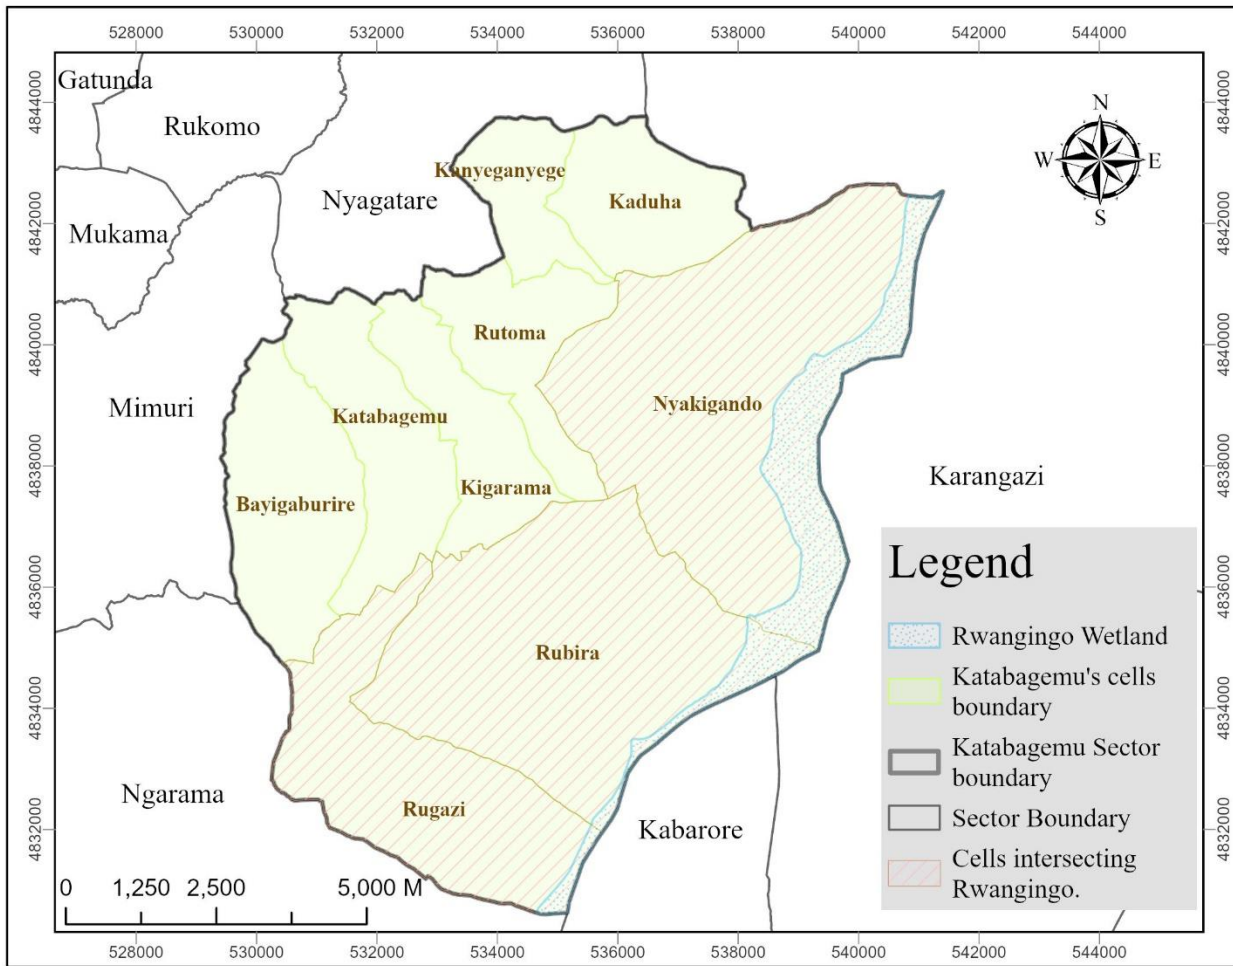 528000 530000 532000 534000 536000 538000 540000 542000 544000
4844000 4844000
Gatunda
Rukomo
N
W E
S
Kanyeganyege
Kaduha
Nyagatare
4842000 4842000
Mukama
Rutoma
4840000 4840000
Mimuri
Katabagemu
Nyakigando
4838000 4838000
Karangazi
Bayigaburire
Kigarama
4836000 4836000
Rubira
4834000 4834000
Ngarama
Rugazi
Kabarore
4832000 4832000
Legend
Rwangingo Wetland
Katabagemu's cells
boundary
Katabagemu Sector
boundary
Sector Boundary
Cells intersecting
Rwangingo.
0 1,250 2,500 5,000 M
528000 530000 532000 534000 536000 538000 540000 542000 544000